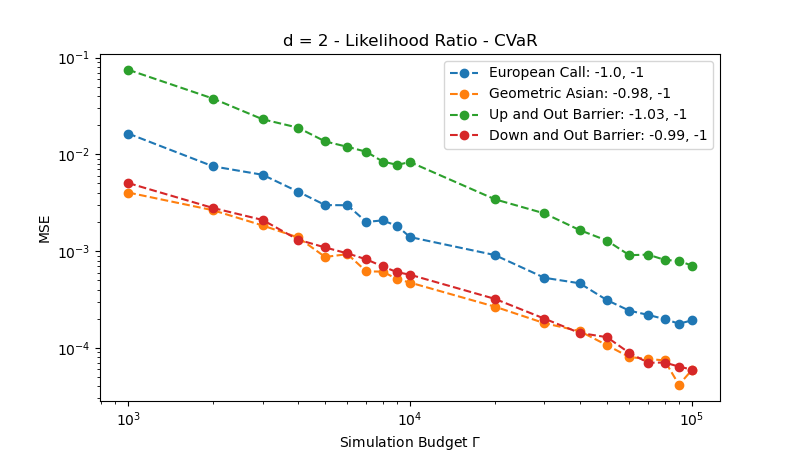 d = 2 - Likelihood Ratio - CVaR
European Call: -1.0, -1
Geometric Asian: -0.98, -1
Up and Out Barrier: -1.03, -1
Down and Out Barrier: -0.99, -1
MSE
10⁻¹
10⁻²
10⁻³
10⁻⁴
10³
10⁴
10⁵
Simulation Budget Γ